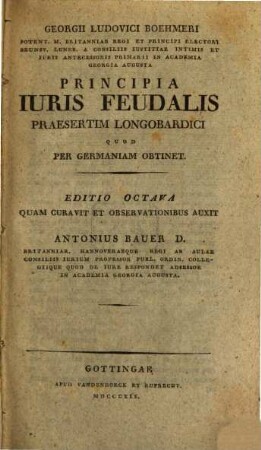 GEORGII LUDOVICI BOEHMERI
POTENT. M. BRITANNIAE REGI ET PRINCIPI ELECTORI
BRUNSV. LUNEB. A CONSILIIS IUSTITIAE INTIMIS ET
IURIS ANTECESSORIS PRIMARII IN ACADEMIA
GEORGIA AUGUSTA
PRINCIPIA
IURIS FEUDALIS
PRAESERTIM LONGOBARDICI
QUOD
PER GERMANIAM OBTINET.
EDITIO OCTAVA
QUAM CURAVIT ET OBSERVATIONIBUS AUXIT
ANTONIUS BAUER D.
BRITANNIAR. HANNOVERAEQUE REGI AB AULAE
CONSILIIS IURIUM PROFESSOR PUBL. ORDIN. COLLE-
GIIQUE QUOD DE IURE RESPONDET ADSESSOR
IN ACADEMIA GEORGIA AUGUSTA.
GOTTINGAE
APUD VANDENHOECK ET RUPRECHT.
MDCCCXIX.